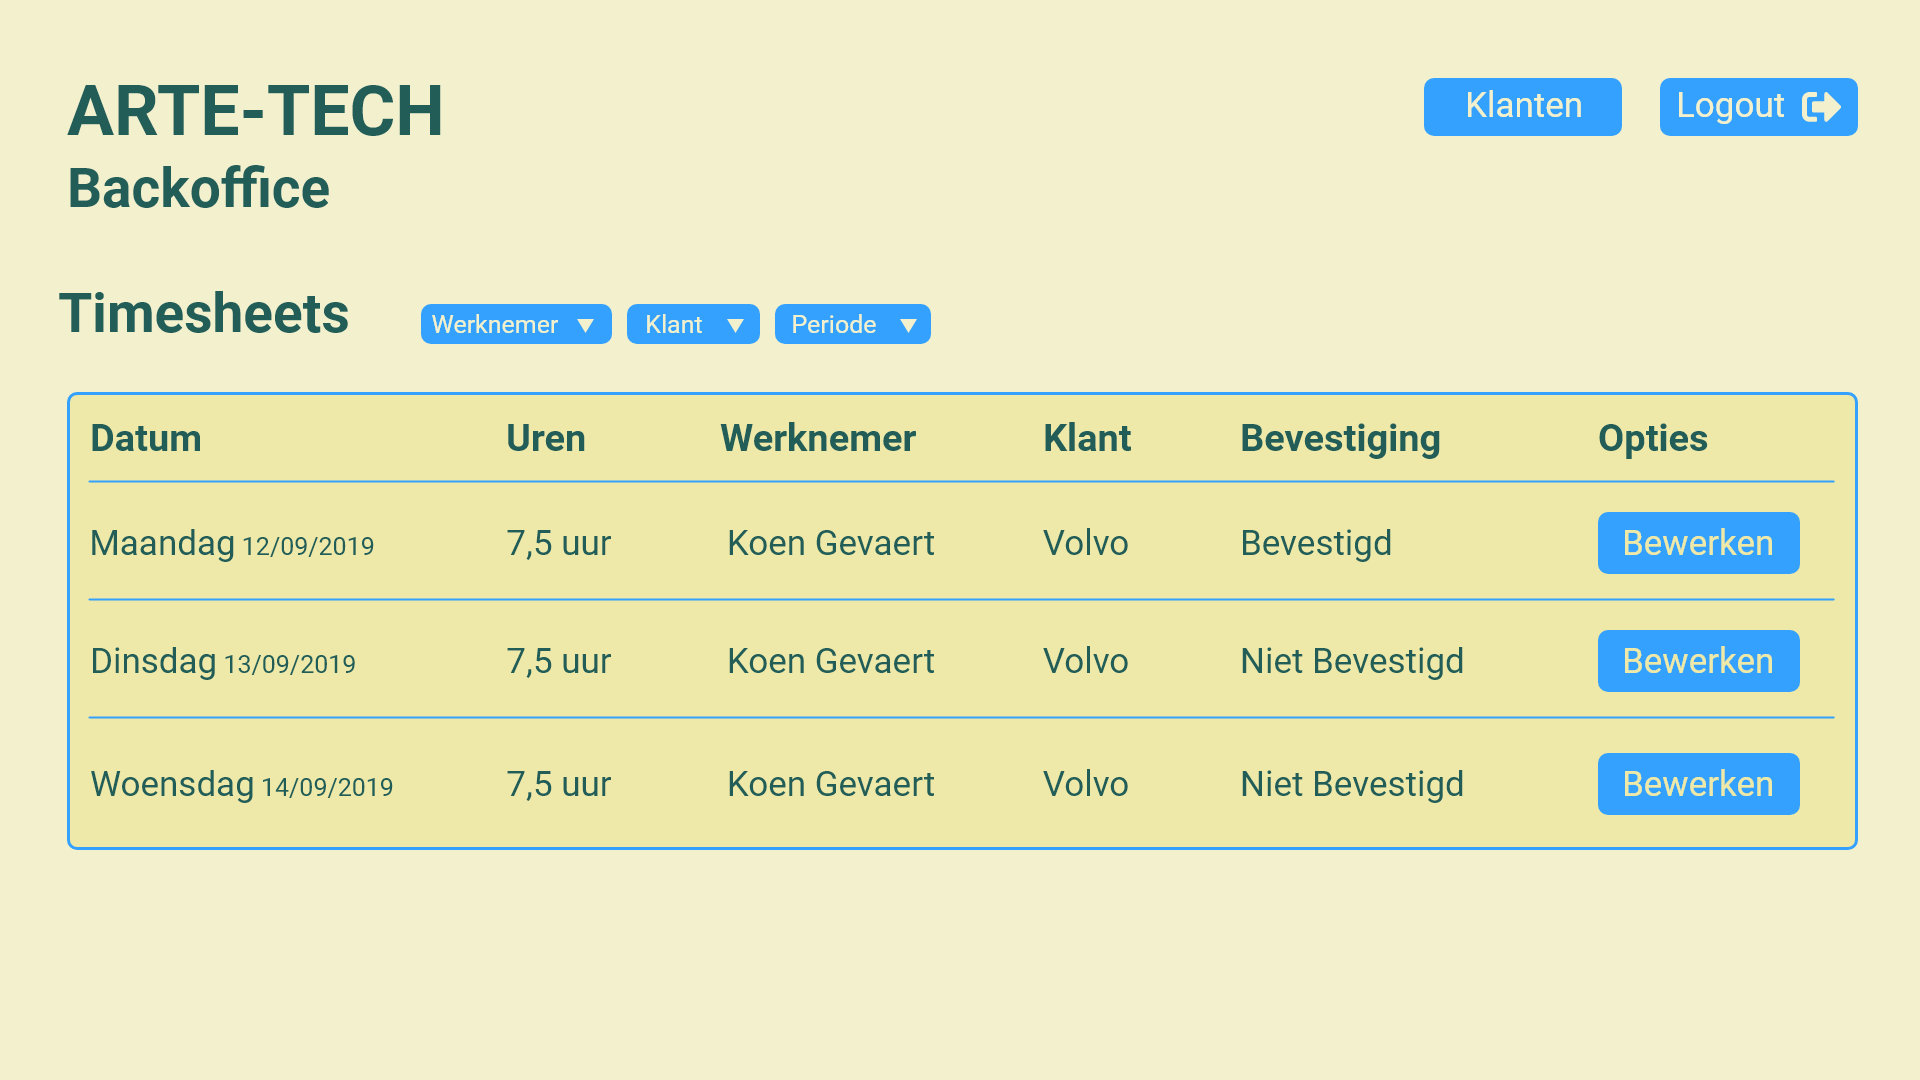 ARTE-TECH
Klanten
Logout
Backoffice
Timesheets
Werknemer
Klant
Periode
Datum Uren Werknemer Klant Bevestiging Opties
Maandag 12/09/2019 7,5 uur Koen Gevaert Volvo Bevestigd Bewerken
Dinsdag 13/09/2019 7,5 uur Koen Gevaert Volvo Niet Bevestigd Bewerken
Woensdag 14/09/2019 7,5 uur Koen Gevaert Volvo Niet Bevestigd Bewerken